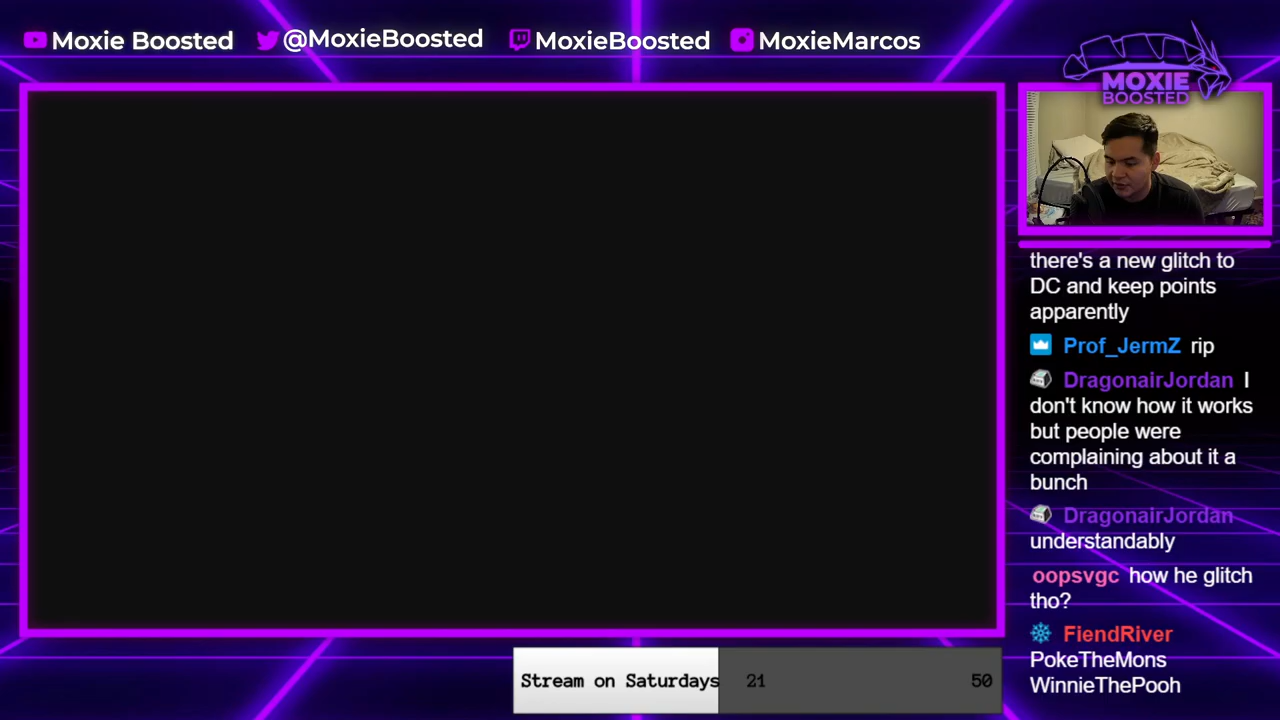 Moxie Boosted @MoxieBoosted MoxieBoosted MoxieMarcos
MOXIE
BOOSTED
there's a new glitch to
DC and keep points
apparently
Prof_JermZ rip
DragonairJordan I
don't know how it works
but people were
complaining about it a
bunch
DragonairJordan
understandably
oopsvgc how he glitch
tho?
FiendRiver
PokeTheMons
WinnieThePooh
Stream on Saturdays 21 50